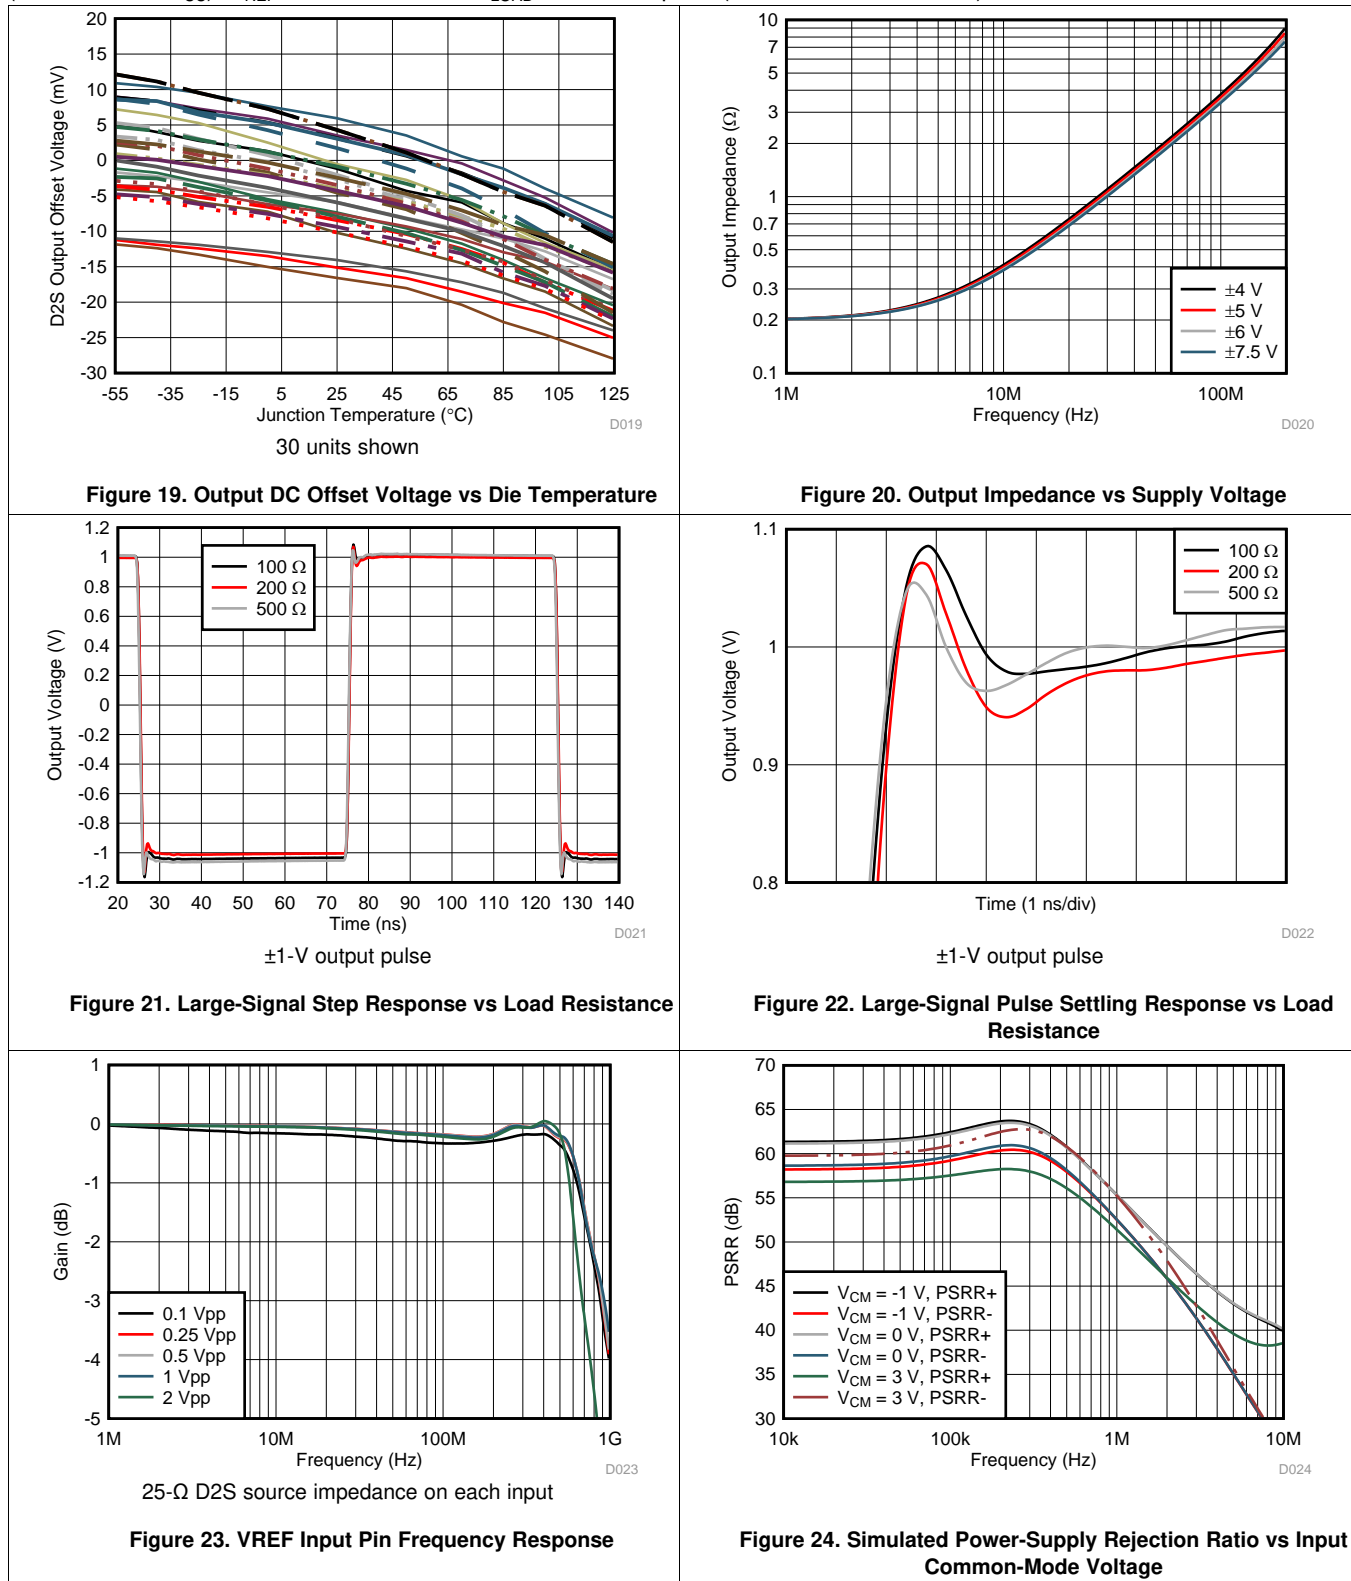 20
15
10
5
0
-5
-10
-15
-20
-25
-30
D2S Output Offset Voltage (mV)
-55 -35 -15 5 25 45 65 85 105 125
Junction Temperature (°C)
D019
30 units shown
Figure 19. Output DC Offset Voltage vs Die Temperature
10
7
5
3
2
1
0.7
0.5
0.3
0.2
0.1
Output Impedance (Ω)
±4 V
±5 V
±6 V
±7.5 V
1M 10M 100M
Frequency (Hz)
D020
Figure 20. Output Impedance vs Supply Voltage
1.2
1
0.8
0.6
0.4
0.2
0
-0.2
-0.4
-0.6
-0.8
-1
-1.2
Output Voltage (V)
100 Ω
200 Ω
500 Ω
20 30 40 50 60 70 80 90 100 110 120 130 140
Time (ns)
D021
±1-V output pulse
Figure 21. Large-Signal Step Response vs Load Resistance
1.1
1
0.9
0.8
Output Voltage (V)
100 Ω
200 Ω
500 Ω
Time (1 ns/div)
D022
±1-V output pulse
Figure 22. Large-Signal Pulse Settling Response vs Load
Resistance
1
0
-1
-2
-3
-4
-5
Gain (dB)
0.1 Vpp
0.25 Vpp
0.5 Vpp
1 Vpp
2 Vpp
1M 10M 100M 1G
Frequency (Hz)
D023
25-Ω D2S source impedance on each input
Figure 23. VREF Input Pin Frequency Response
70
65
60
55
50
45
40
35
30
PSRR (dB)
VCM = -1 V, PSRR+
VCM = -1 V, PSRR-
VCM = 0 V, PSRR+
VCM = 0 V, PSRR-
VCM = 3 V, PSRR+
VCM = 3 V, PSRR-
10k 100k 1M 10M
Frequency (Hz)
D024
Figure 24. Simulated Power-Supply Rejection Ratio vs Input
Common-Mode Voltage